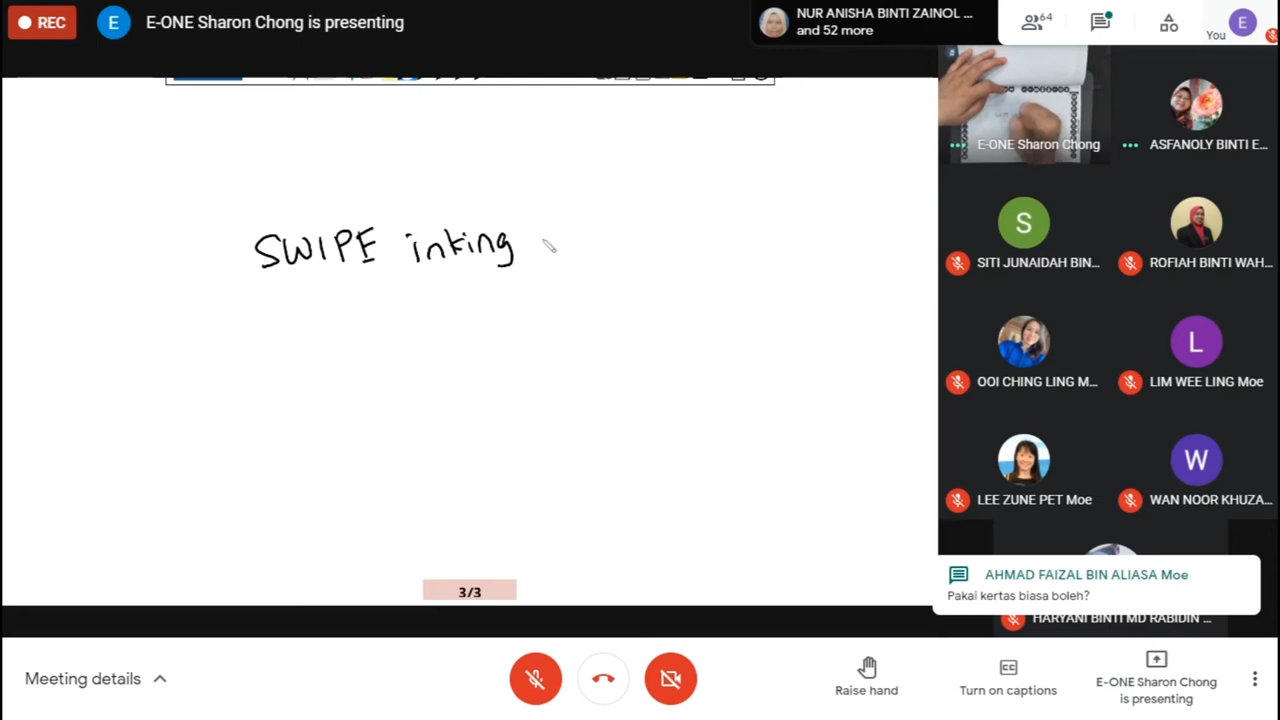 REC
E
E-ONE Sharon Chong is presenting
NUR ANISHA BINTI ZAINOL ...
and 52 more
64
You
E
SWIPE inking
3/3
E-ONE Sharon Chong
ASFANOLY BINTI E...
S
SITI JUNAIDAH BIN...
ROFIAH BINTI WAH...
OOI CHING LING M...
L
LIM WEE LING Moe
LEE ZUNE PET Moe
W
WAN NOOR KHUZA...
AHMAD FAIZAL BIN ALIASA Moe
Pakai kertas biasa boleh?
HARYANI BINTI MD RABIDIN ...
Meeting details
Raise hand
CC
Turn on captions
E-ONE Sharon Chong
is presenting